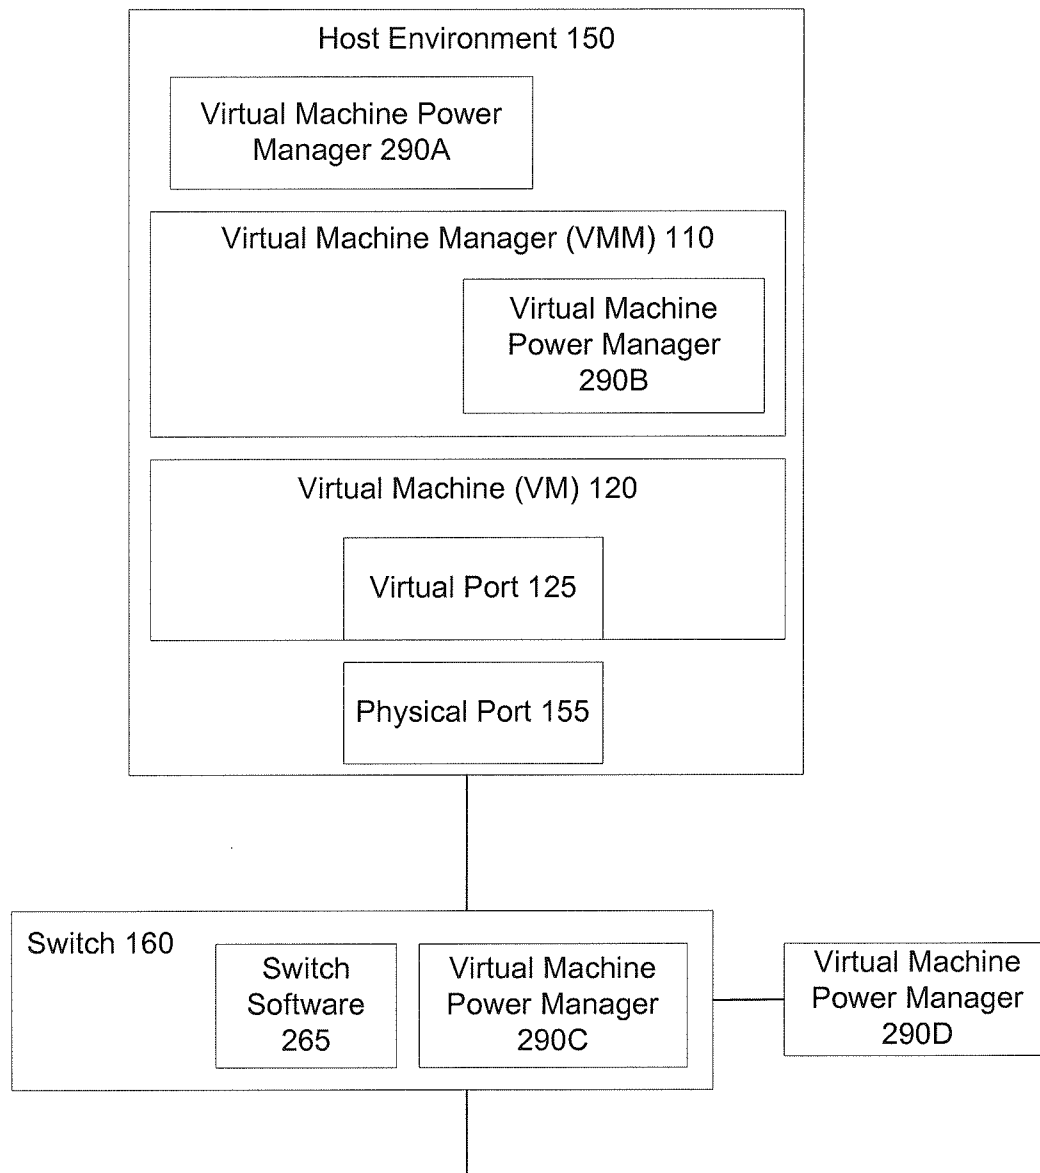 Host Environment 150
Virtual Machine Power
Manager 290A
Virtual Machine Manager (VMM) 110
Virtual Machine
Power Manager
290B
Virtual Machine (VM) 120
Virtual Port 125
Physical Port 155
Switch 160
Switch
Software
265
Virtual Machine
Power Manager
290C
Virtual Machine
Power Manager
290D